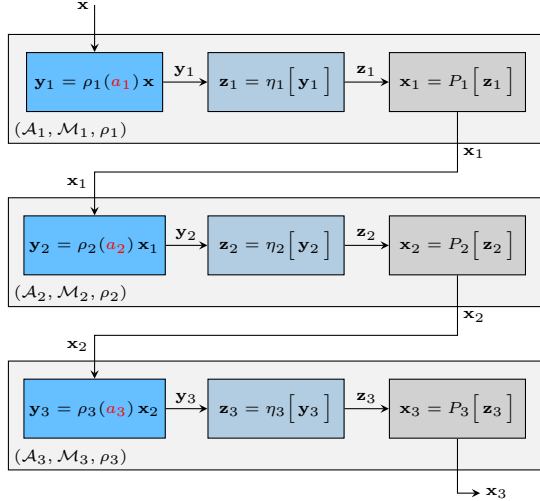 x
y₁ = ρ₁(a₁) x
y₁
z₁ = η₁[ y₁ ]
z₁
x₁ = P₁[ z₁ ]
(𝒜₁, ℳ₁, ρ₁)
x₁
x₁
y₂ = ρ₂(a₂) x₁
y₂
z₂ = η₂[ y₂ ]
z₂
x₂ = P₂[ z₂ ]
(𝒜₂, ℳ₂, ρ₂)
x₂
x₂
y₃ = ρ₃(a₃) x₂
y₃
z₃ = η₃[ y₃ ]
z₃
x₃ = P₃[ z₃ ]
(𝒜₃, ℳ₃, ρ₃)
x₃